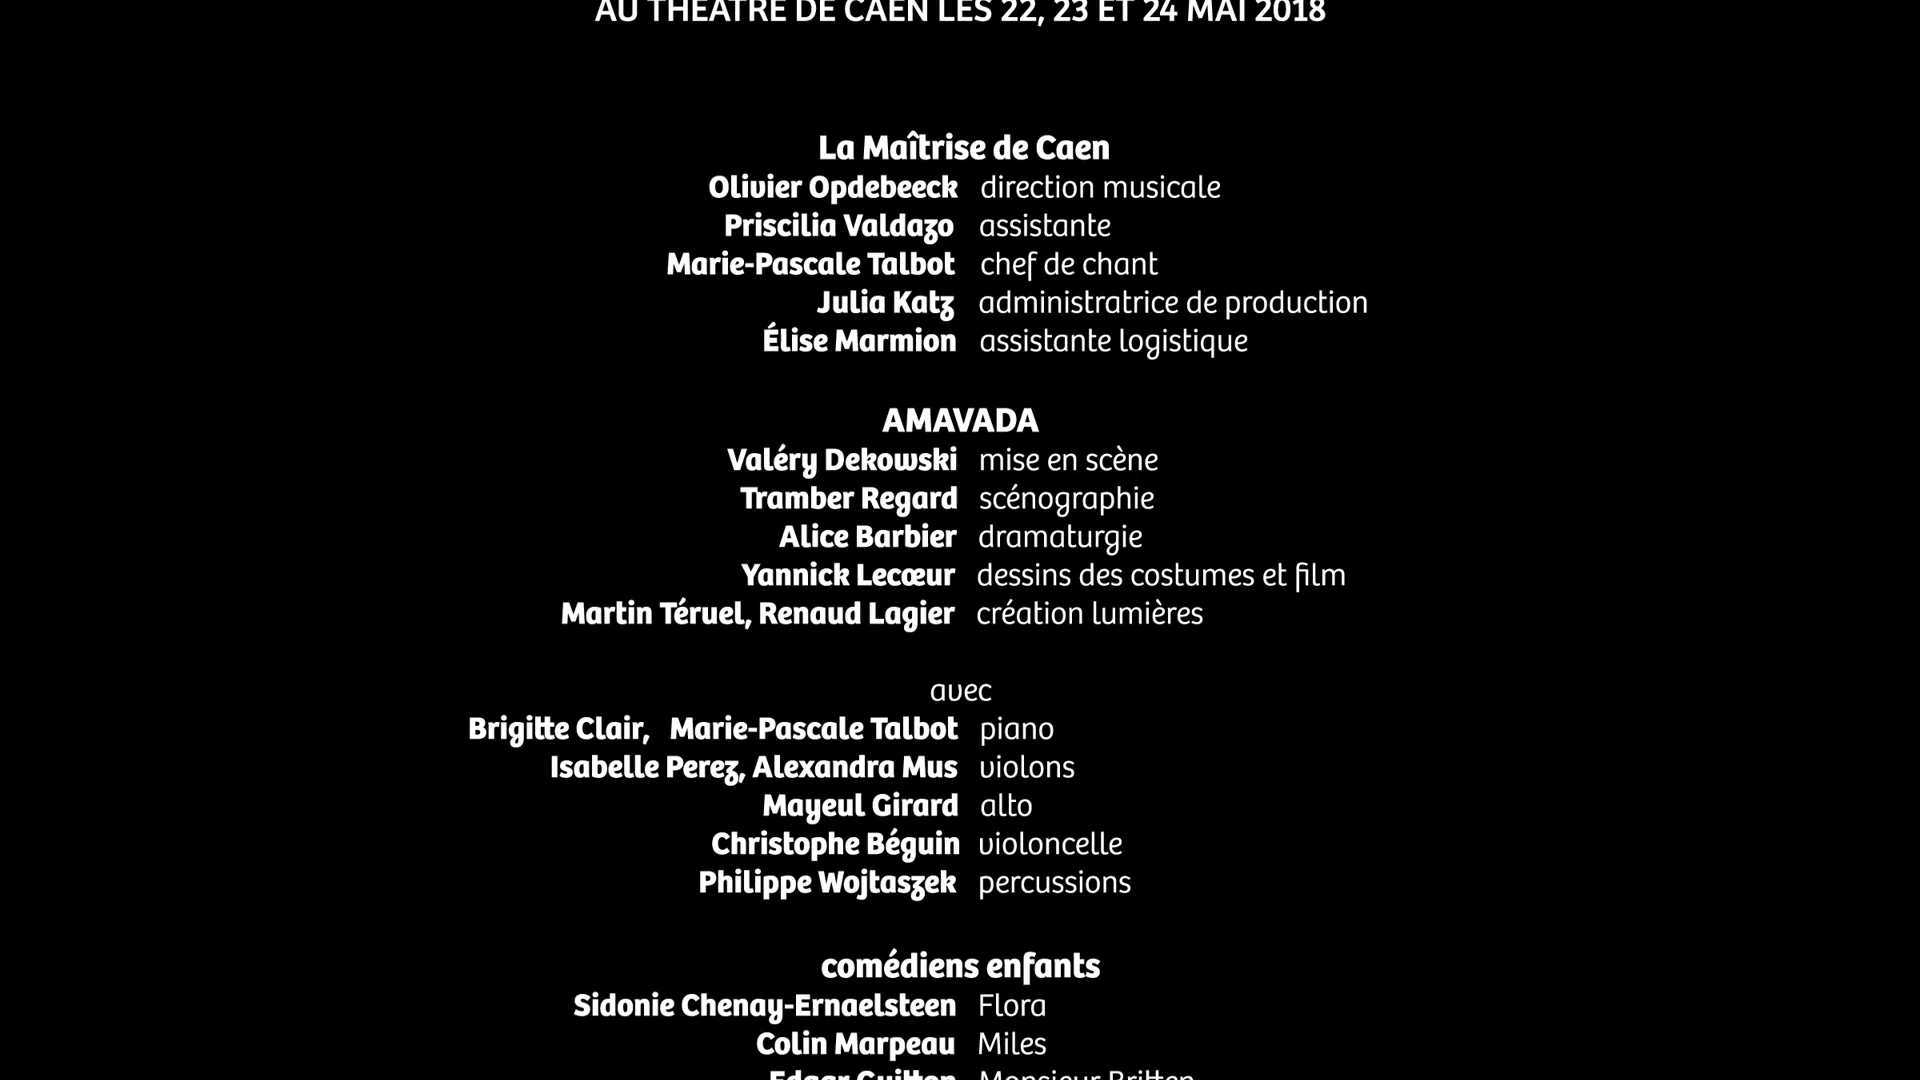 AU THÉÂTRE DE CAEN LES 22, 23 ET 24 MAI 2018
La Maîtrise de Caen
Olivier Opdebeeck direction musicale
Priscilia Valdazo assistante
Marie-Pascale Talbot chef de chant
Julia Katz administratrice de production
Élise Marmion assistante logistique
AMAVADA
Valéry Dekowski mise en scène
Tramber Regard scénographie
Alice Barbier dramaturgie
Yannick Lecœur dessins des costumes et film
Martin Téruel, Renaud Lagier création lumières
avec
Brigitte Clair, Marie-Pascale Talbot piano
Isabelle Perez, Alexandra Mus violons
Mayeul Girard alto
Christophe Béguin violoncelle
Philippe Wojtaszek percussions
comédiens enfants
Sidonie Chenay-Ernaelsteen Flora
Colin Marpeau Miles
Edgar Guitton Monsieur Britten